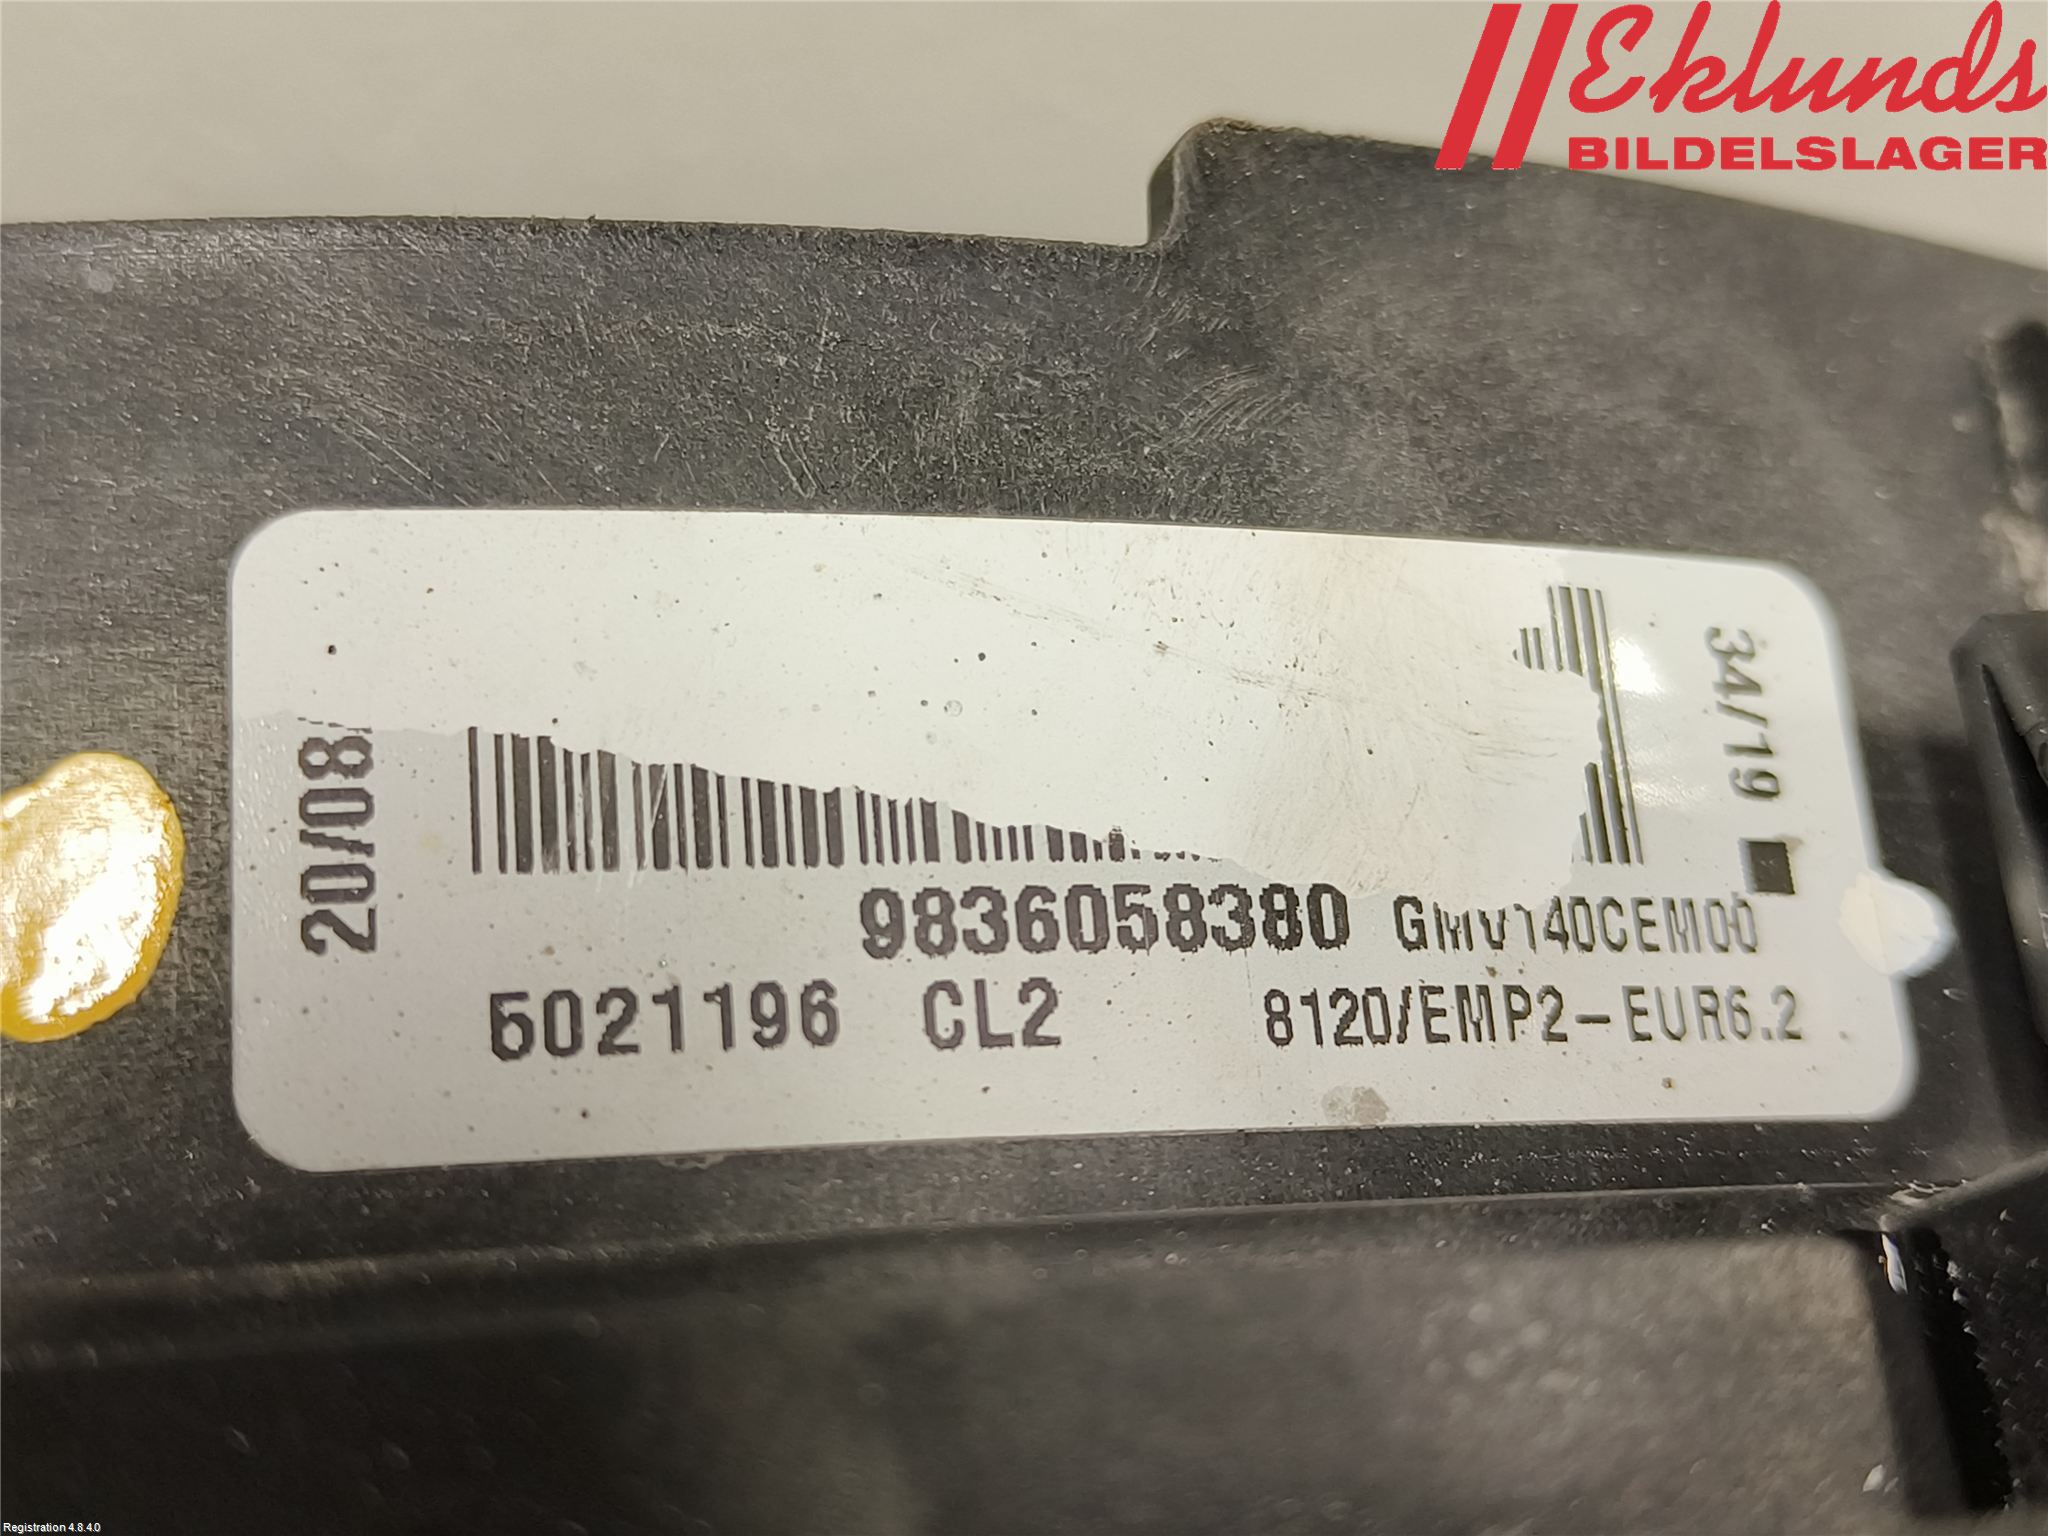 Eklunds
BILDELSLAGER
34/19
20/08
9836058380 GMV140CEM00
5021196 CL2 8120/EMP2-EUR6.2
Registration 4.8.4.0